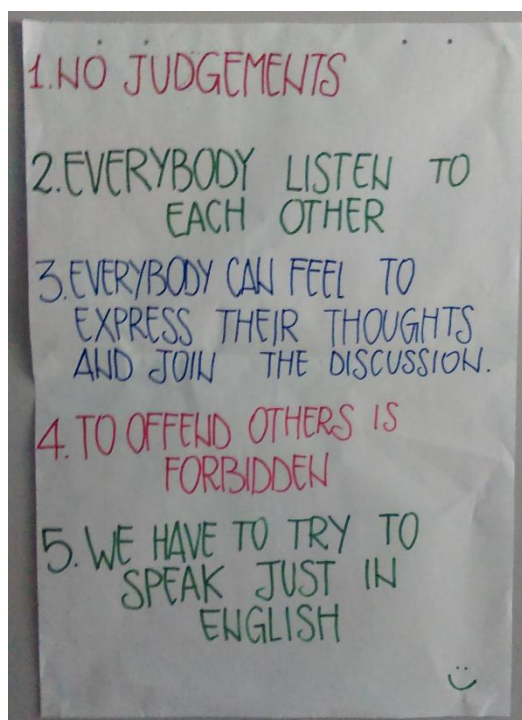 1. NO JUDGEMENTS
2. EVERYBODY LISTEN TO
EACH OTHER
3. EVERYBODY CAN FEEL TO
EXPRESS THEIR THOUGHTS
AND JOIN THE DISCUSSION.
4. TO OFFEND OTHERS IS
FORBIDDEN
5. WE HAVE TO TRY TO
SPEAK JUST IN
ENGLISH